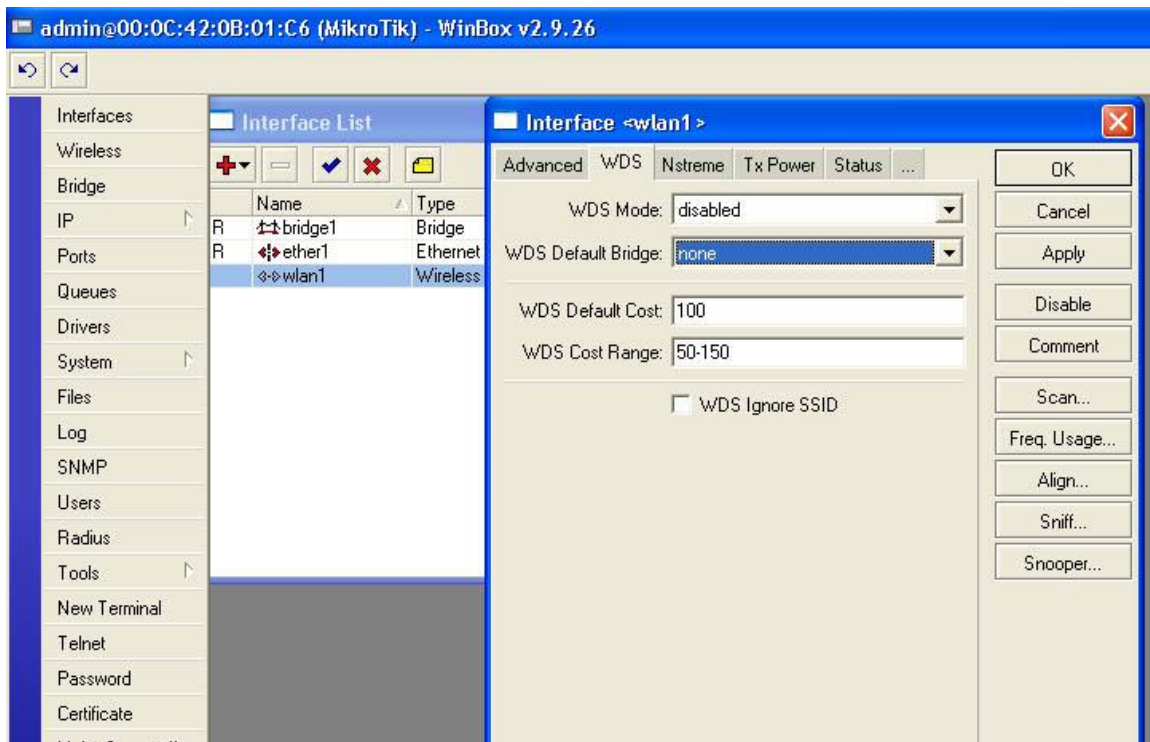 admin@00:0C:42:0B:01:C6 (MikroTik) - WinBox v2.9.26
Interfaces
Wireless
Bridge
IP
Ports
Queues
Drivers
System
Files
Log
SNMP
Users
Radius
Tools
New Terminal
Telnet
Password
Certificate
Interface List
Name Type
R bridge1 Bridge
R ether1 Ethernet
wlan1 Wireless
Interface <wlan1>
Advanced WDS Nstreme Tx Power Status ...
WDS Mode: disabled
WDS Default Bridge: none
WDS Default Cost: 100
WDS Cost Range: 50-150
WDS Ignore SSID
OK
Cancel
Apply
Disable
Comment
Scan...
Freq. Usage...
Align...
Sniff...
Snooper...